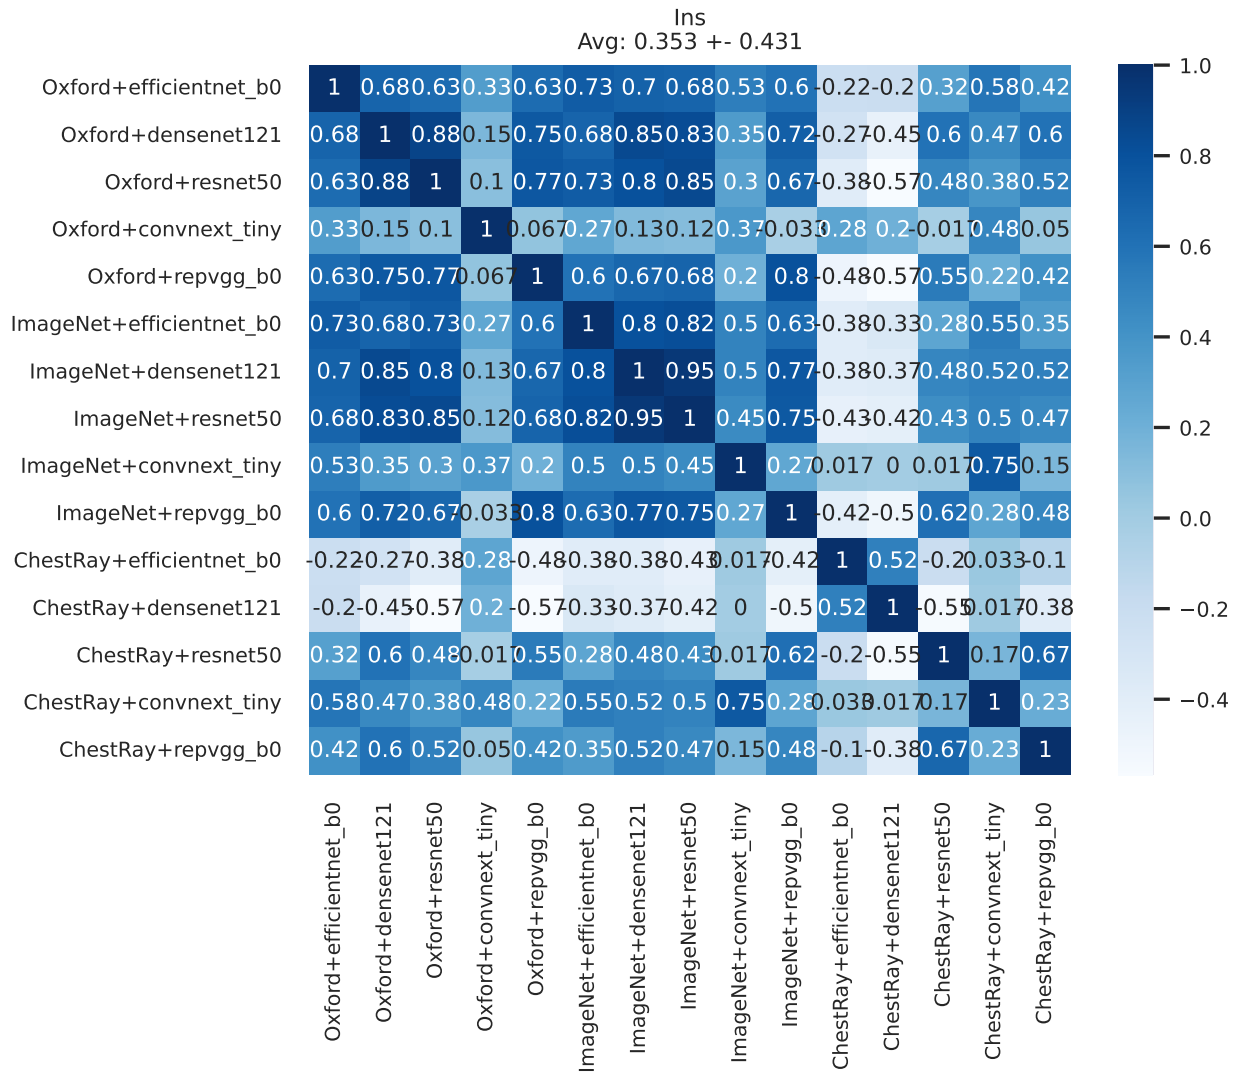 Ins
Avg: 0.353 +- 0.431
Oxford+efficientnet_b0 1 0.68 0.63 0.33 0.63 0.73 0.7 0.68 0.53 0.6 -0.22 -0.2 0.32 0.58 0.42
Oxford+densenet121 0.68 1 0.88 0.15 0.75 0.68 0.85 0.83 0.35 0.72 -0.27 -0.45 0.6 0.47 0.6
Oxford+resnet50 0.63 0.88 1 0.1 0.77 0.73 0.8 0.85 0.3 0.67 -0.38 -0.57 0.48 0.38 0.52
Oxford+convnext_tiny 0.33 0.15 0.1 1 0.067 0.27 0.13 0.12 0.37 -0.033 0.28 0.2 -0.017 0.48 0.05
Oxford+repvgg_b0 0.63 0.75 0.77 0.067 1 0.6 0.67 0.68 0.2 0.8 -0.48 -0.57 0.55 0.22 0.42
ImageNet+efficientnet_b0 0.73 0.68 0.73 0.27 0.6 1 0.8 0.82 0.5 0.63 -0.38 -0.33 0.28 0.55 0.35
ImageNet+densenet121 0.7 0.85 0.8 0.13 0.67 0.8 1 0.95 0.5 0.77 -0.38 -0.37 0.48 0.52 0.52
ImageNet+resnet50 0.68 0.83 0.85 0.12 0.68 0.82 0.95 1 0.45 0.75 -0.43 -0.42 0.43 0.5 0.47
ImageNet+convnext_tiny 0.53 0.35 0.3 0.37 0.2 0.5 0.5 0.45 1 0.27 0.017 0 0.017 0.75 0.15
ImageNet+repvgg_b0 0.6 0.72 0.67 -0.033 0.8 0.63 0.77 0.75 0.27 1 -0.42 -0.5 0.62 0.28 0.48
ChestRay+efficientnet_b0 -0.22 -0.27 -0.38 0.28 -0.48 -0.38 -0.38 -0.43 0.017 -0.42 1 0.52 -0.2 0.033 -0.1
ChestRay+densenet121 -0.2 -0.45 -0.57 0.2 -0.57 -0.33 -0.37 -0.42 0 -0.5 0.52 1 -0.55 0.017 -0.38
ChestRay+resnet50 0.32 0.6 0.48 -0.017 0.55 0.28 0.48 0.43 0.017 0.62 -0.2 -0.55 1 0.17 0.67
ChestRay+convnext_tiny 0.58 0.47 0.38 0.48 0.22 0.55 0.52 0.5 0.75 0.28 0.033 0.017 0.17 1 0.23
ChestRay+repvgg_b0 0.42 0.6 0.52 0.05 0.42 0.35 0.52 0.47 0.15 0.48 -0.1 -0.38 0.67 0.23 1
Oxford+efficientnet_b0
Oxford+densenet121
Oxford+resnet50
Oxford+convnext_tiny
Oxford+repvgg_b0
ImageNet+efficientnet_b0
ImageNet+densenet121
ImageNet+resnet50
ImageNet+convnext_tiny
ImageNet+repvgg_b0
ChestRay+efficientnet_b0
ChestRay+densenet121
ChestRay+resnet50
ChestRay+convnext_tiny
ChestRay+repvgg_b0
1.0
0.8
0.6
0.4
0.2
0.0
−0.2
−0.4